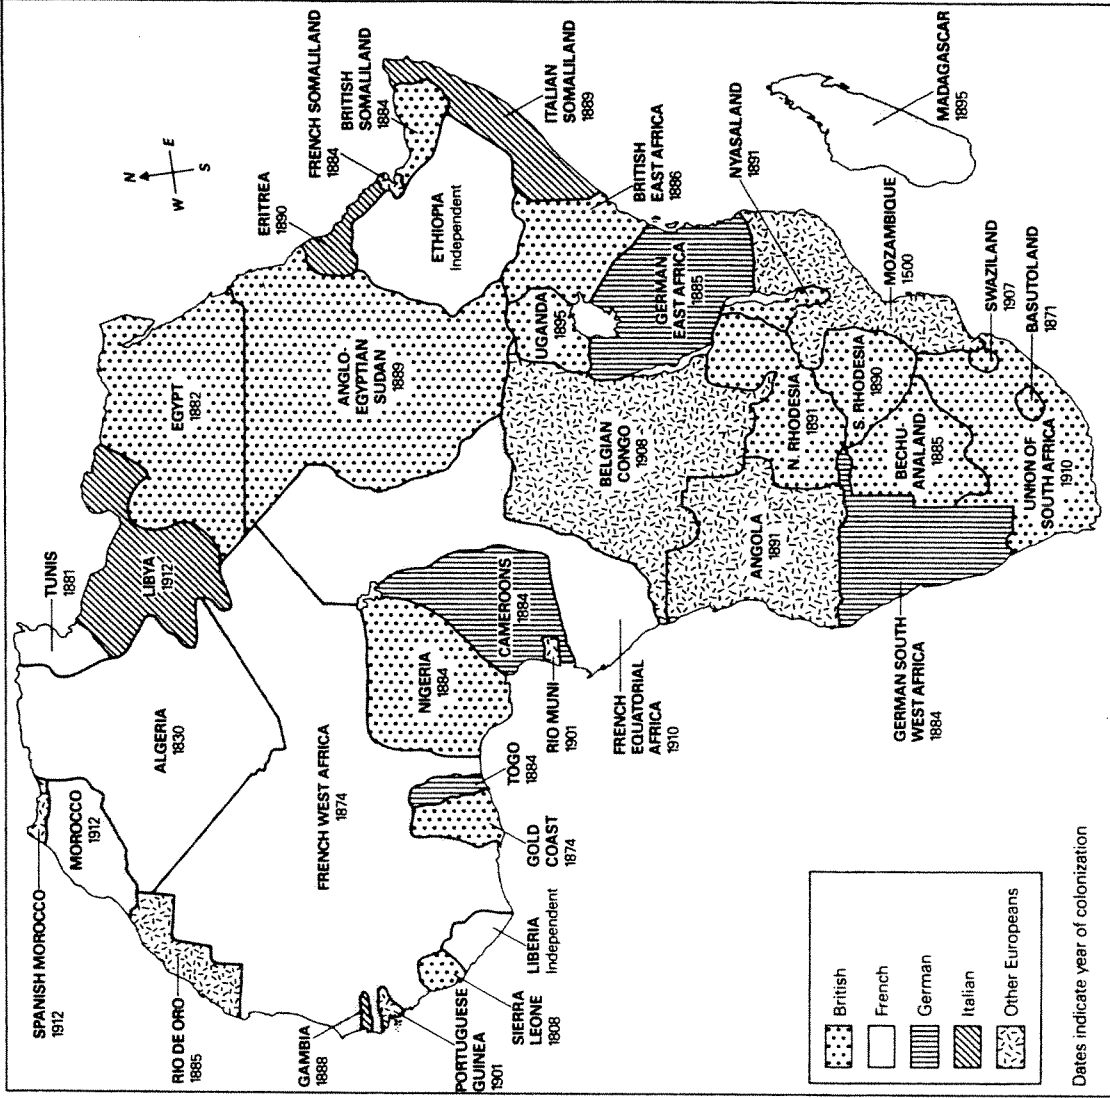 SPANISH MOROCCO
1912
MOROCCO
1912
ALGERIA
1830
TUNIS
1881
LIBYA
1912
EGYPT
1882
RIO DE ORO
1885
FRENCH WEST AFRICA
1874
ANGLO-
EGYPTIAN
SUDAN
1889
ERITREA
1890
FRENCH SOMALILAND
1884
BRITISH
SOMALILAND
1884
N
W
E
S
GAMBIA
1888
PORTUGUESE
GUINEA
1901
SIERRA
LEONE
1808
LIBERIA
Independent
GOLD
COAST
1874
TOGO
1884
NIGERIA
1884
CAMEROONS
1884
RIO MUNI
1901
FRENCH
EQUATORIAL
AFRICA
1910
ETHIOPIA
Independent
ITALIAN
SOMALILAND
1889
UGANDA
1895
BRITISH
EAST AFRICA
1886
GERMAN
EAST AFRICA
1885
BELGIAN
CONGO
1908
NYASALAND
1891
ANGOLA
1891
N. RHODESIA
1891
S. RHODESIA
1890
MOZAMBIQUE
1500
MADAGASCAR
1895
GERMAN SOUTH
WEST AFRICA
1884
BECHU-
ANALAND
1885
UNION OF
SOUTH AFRICA
1910
SWAZILAND
1907
BASUTOLAND
1871
British
French
German
Italian
Other Europeans
Dates indicate year of colonization